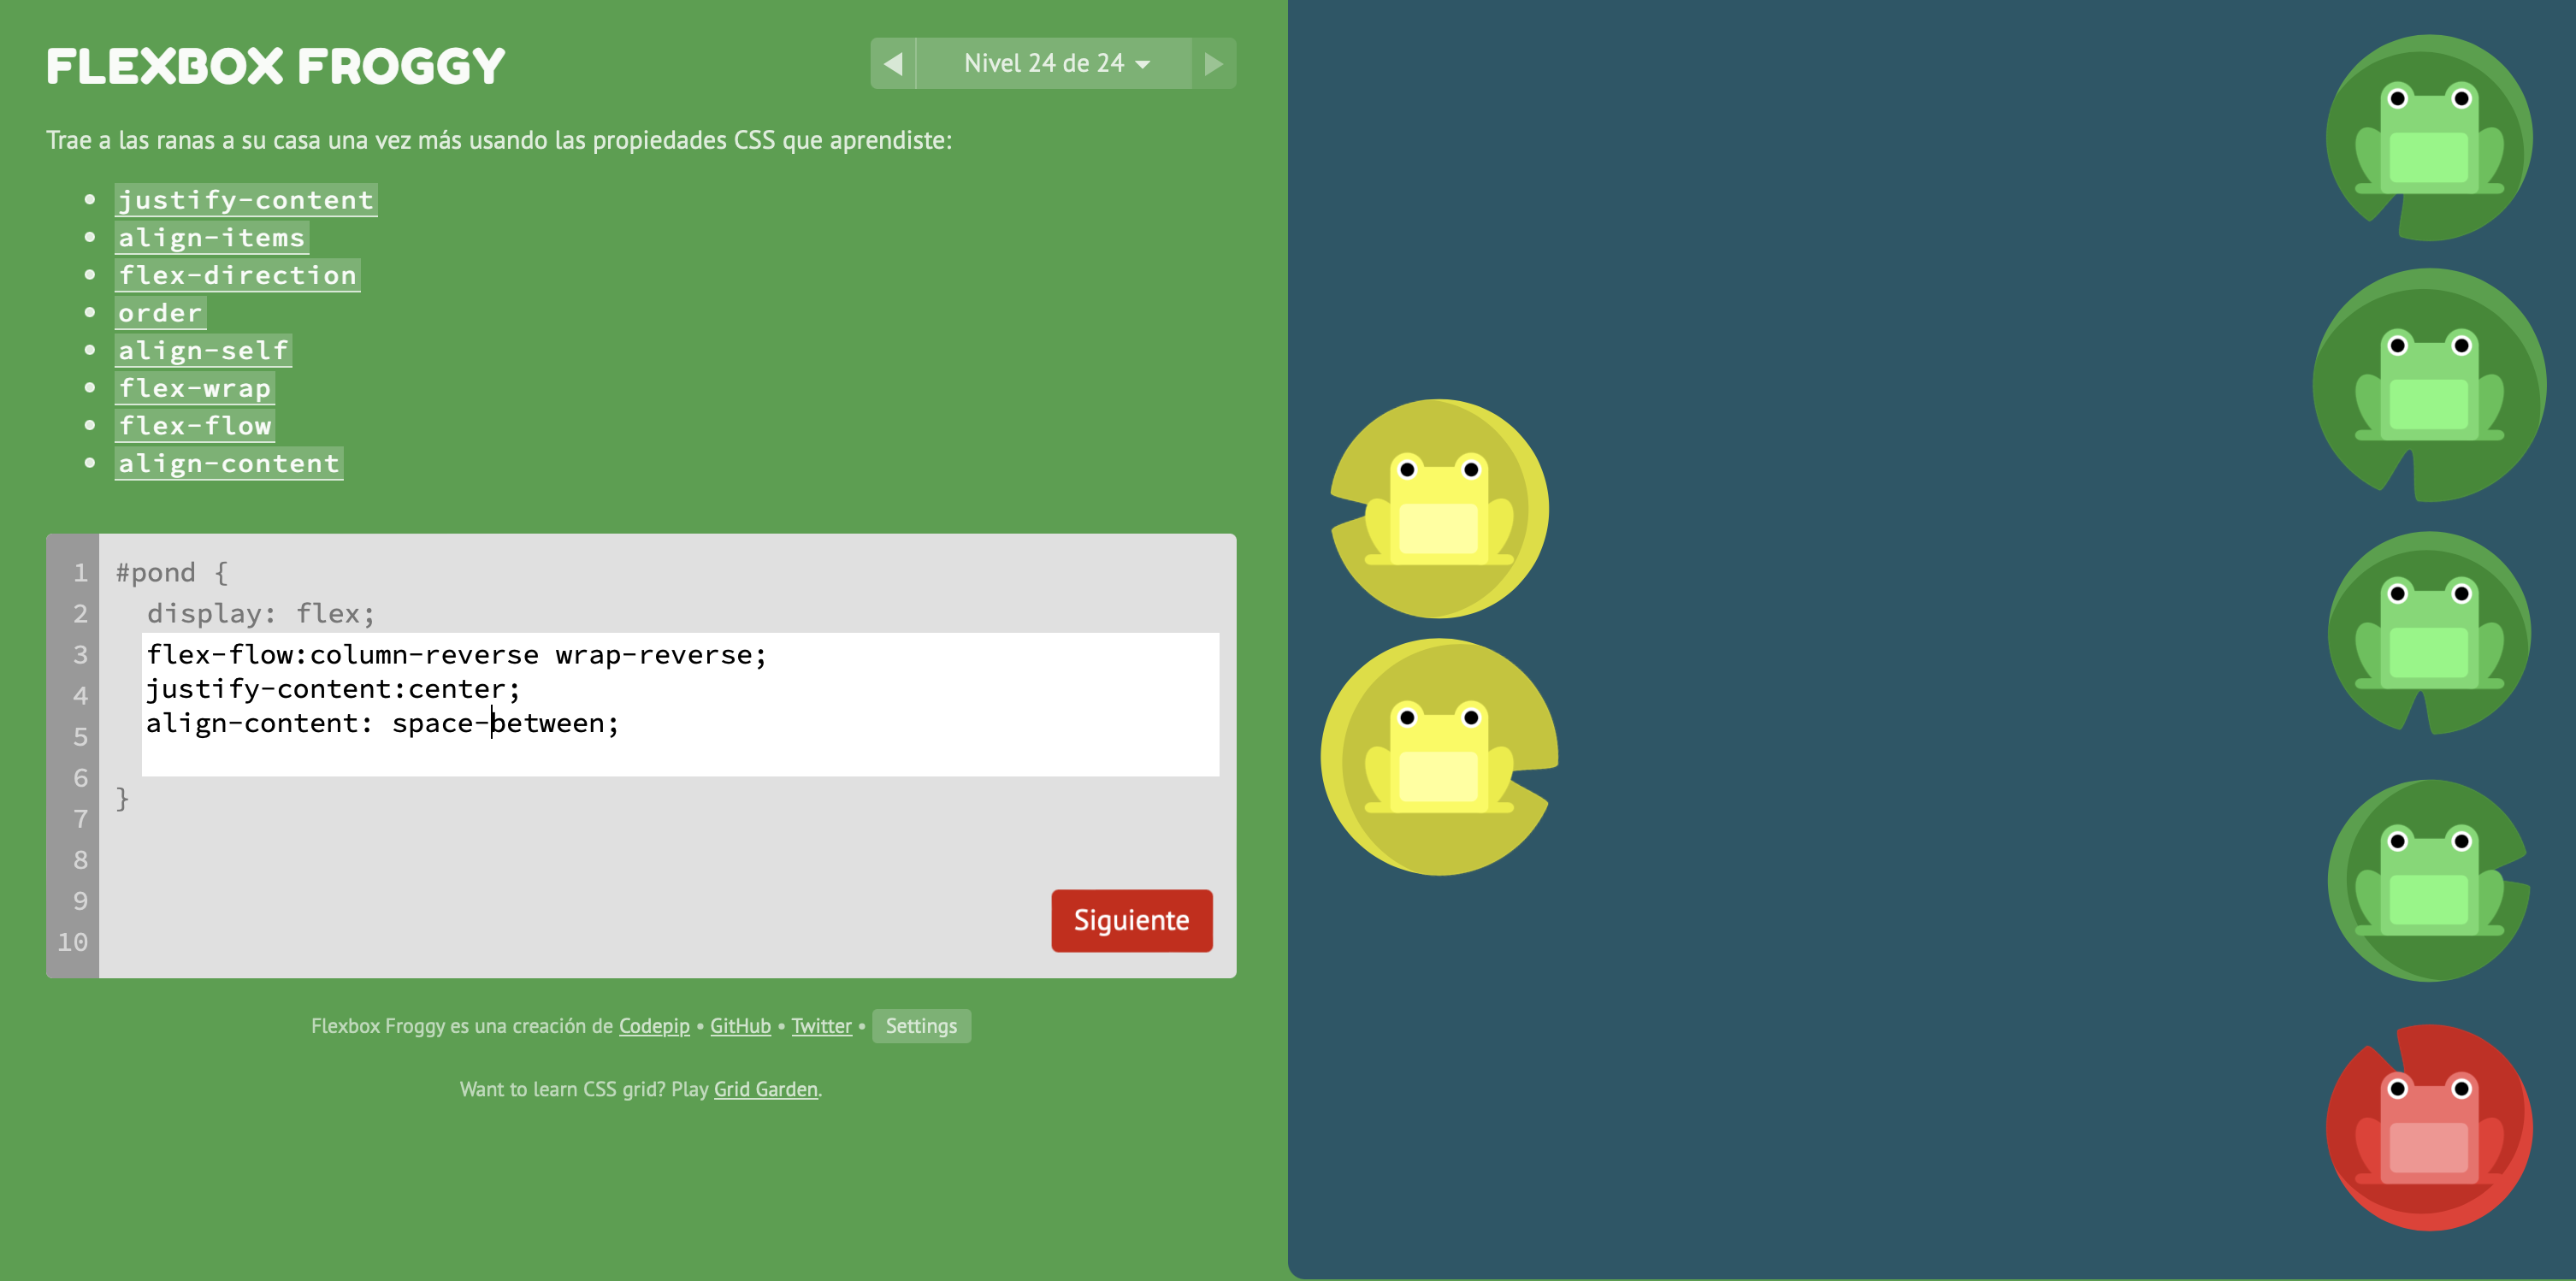 FLEXBOX FROGGY
Nivel 24 de 24
Trae a las ranas a su casa una vez más usando las propiedades CSS que aprendiste:
justify-content
align-items
flex-direction
order
align-self
flex-wrap
flex-flow
align-content
1 #pond {
2 display: flex;
3 flex-flow:column-reverse wrap-reverse;
4 justify-content:center;
5 align-content: space-between;
6
7 }
8
9
10
Siguiente
Flexbox Froggy es una creación de Codepip • GitHub • Twitter • Settings
Want to learn CSS grid? Play Grid Garden.